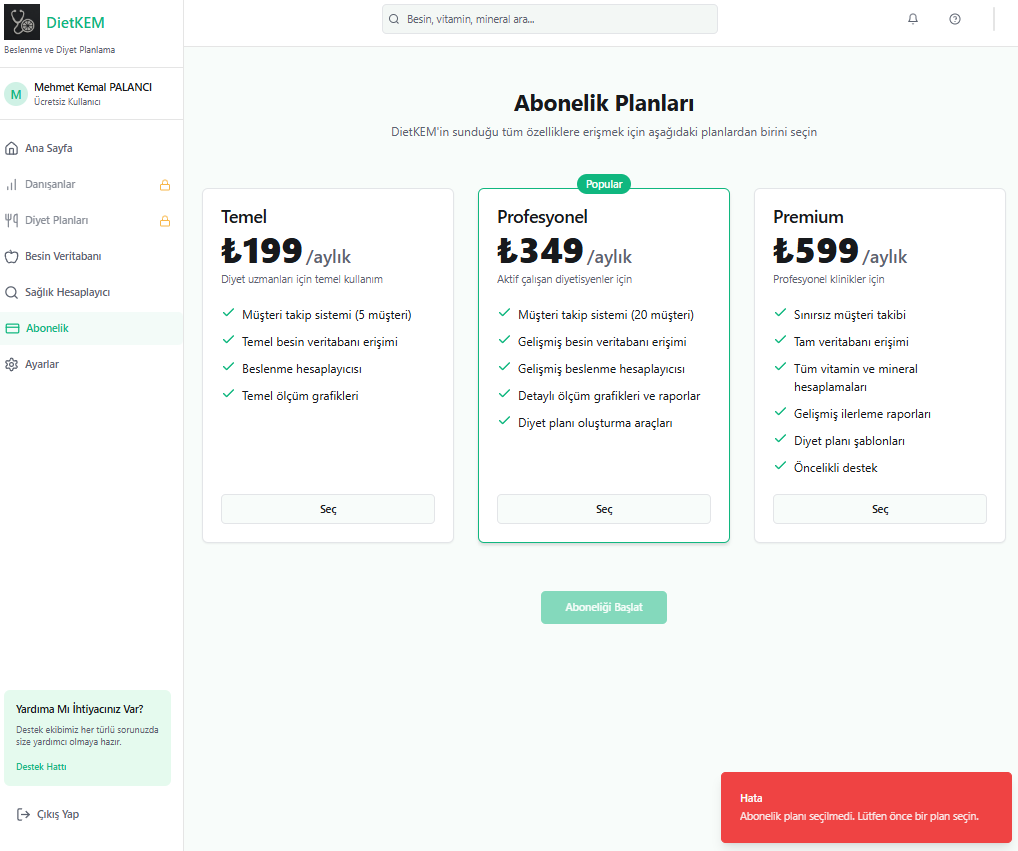 DietKEM
Beslenme ve Diyet Planlama
M
Mehmet Kemal PALANCI
Ücretsiz Kullanıcı
Ana Sayfa
Danışanlar
Diyet Planları
Besin Veritabanı
Sağlık Hesaplayıcı
Abonelik
Ayarlar
Yardıma Mı İhtiyacınız Var?
Destek ekibimiz her türlü sorunuzda
size yardımcı olmaya hazır.
Destek Hattı
Çıkış Yap
Besin, vitamin, mineral ara...
Abonelik Planları
DietKEM'in sunduğu tüm özelliklere erişmek için aşağıdaki planlardan birini seçin
Temel
₺199 /aylık
Diyet uzmanları için temel kullanım
Müşteri takip sistemi (5 müşteri)
Temel besin veritabanı erişimi
Beslenme hesaplayıcısı
Temel ölçüm grafikleri
Seç
Popular
Profesyonel
₺349 /aylık
Aktif çalışan diyetisyenler için
Müşteri takip sistemi (20 müşteri)
Gelişmiş besin veritabanı erişimi
Gelişmiş beslenme hesaplayıcısı
Detaylı ölçüm grafikleri ve raporlar
Diyet planı oluşturma araçları
Seç
Premium
₺599 /aylık
Profesyonel klinikler için
Sınırsız müşteri takibi
Tam veritabanı erişimi
Tüm vitamin ve mineral
hesaplamaları
Gelişmiş ilerleme raporları
Diyet planı şablonları
Öncelikli destek
Seç
Aboneliği Başlat
Hata
Abonelik planı seçilmedi. Lütfen önce bir plan seçin.